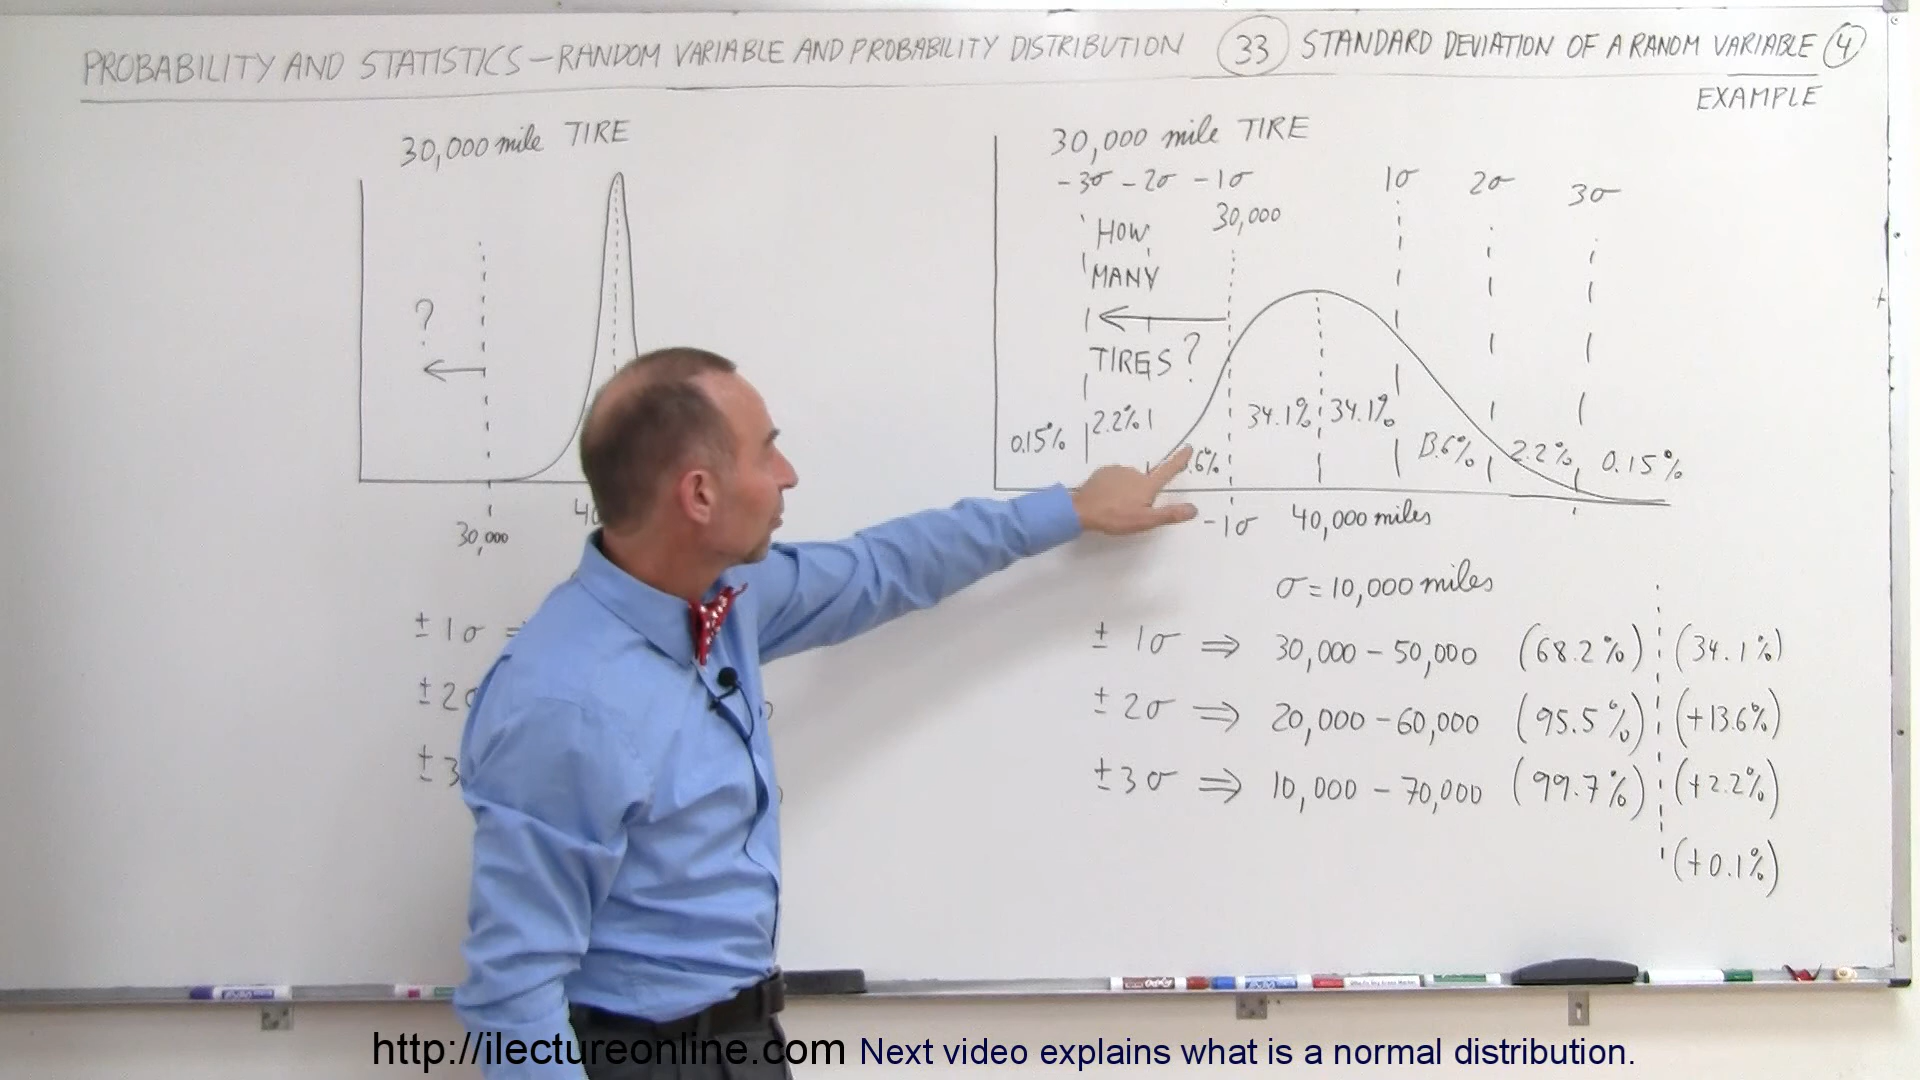 PROBABILITY AND STATISTICS – RANDOM VARIABLE AND PROBABILITY DISTRIBUTION 33 STANDARD DEVIATION OF A RANOM VARIABLE 4
EXAMPLE
30,000 mile TIRE
?
30,000
40
± 1σ
± 2σ
± 3
30,000 mile TIRE
-3σ -2σ -1σ 1σ 2σ 3σ
30,000
HOW
MANY
TIRES?
0.15% 2.2% .6% 34.1% 34.1% 13.6% 2.2% 0.15%
-1σ 40,000 miles
σ = 10,000 miles
± 1σ ⇒ 30,000 – 50,000 (68.2%) (34.1%)
± 2σ ⇒ 20,000 – 60,000 (95.5%) (+13.6%)
± 3σ ⇒ 10,000 – 70,000 (99.7%) (+2.2%)
(+0.1%)
http://ilectureonline.com Next video explains what is a normal distribution.